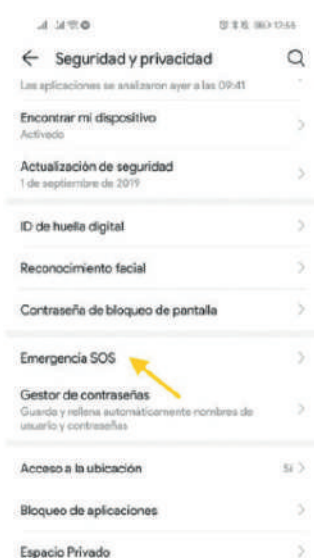 12:55
Seguridad y privacidad
Las aplicaciones se analizaron ayer a las 09:41
Encontrar mi dispositivo
Activado
Actualización de seguridad
1 de septiembre de 2019
ID de huella digital
Reconocimiento facial
Contraseña de bloqueo de pantalla
Emergencia SOS
Gestor de contraseñas
Guarda y rellena automáticamente nombres de
usuario y contraseñas
Acceso a la ubicación
Sí
Bloqueo de aplicaciones
Espacio Privado